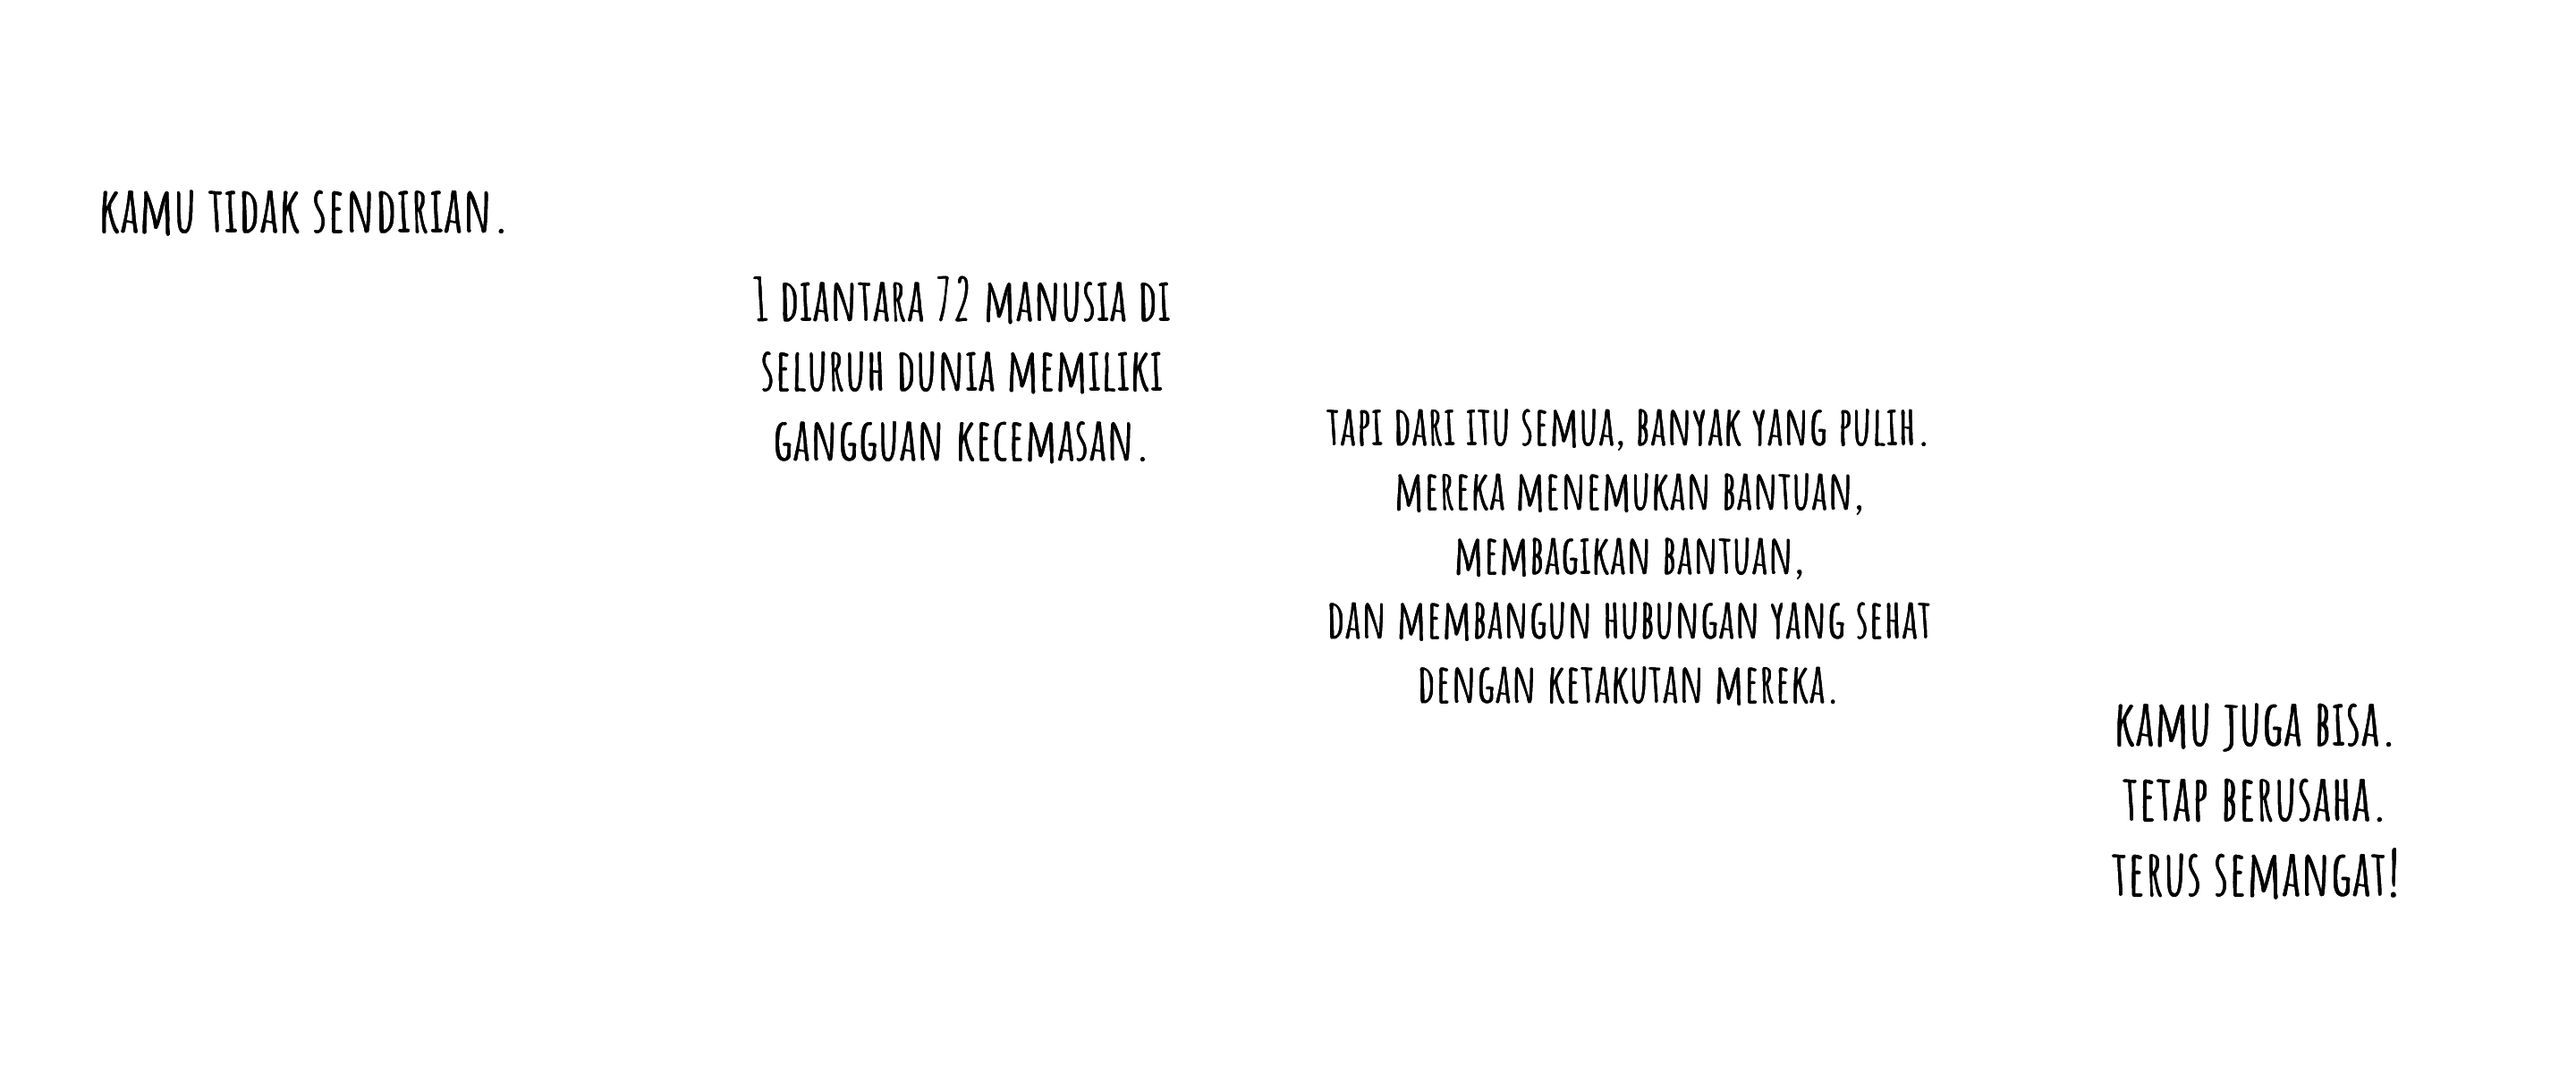 KAMU TIDAK SENDIRIAN.
1 DIANTARA 72 MANUSIA DI
SELURUH DUNIA MEMILIKI
GANGGUAN KECEMASAN.
TAPI DARI ITU SEMUA, BANYAK YANG PULIH.
MEREKA MENEMUKAN BANTUAN,
MEMBAGIKAN BANTUAN,
DAN MEMBANGUN HUBUNGAN YANG SEHAT
DENGAN KETAKUTAN MEREKA.
KAMU JUGA BISA.
TETAP BERUSAHA.
TERUS SEMANGAT!